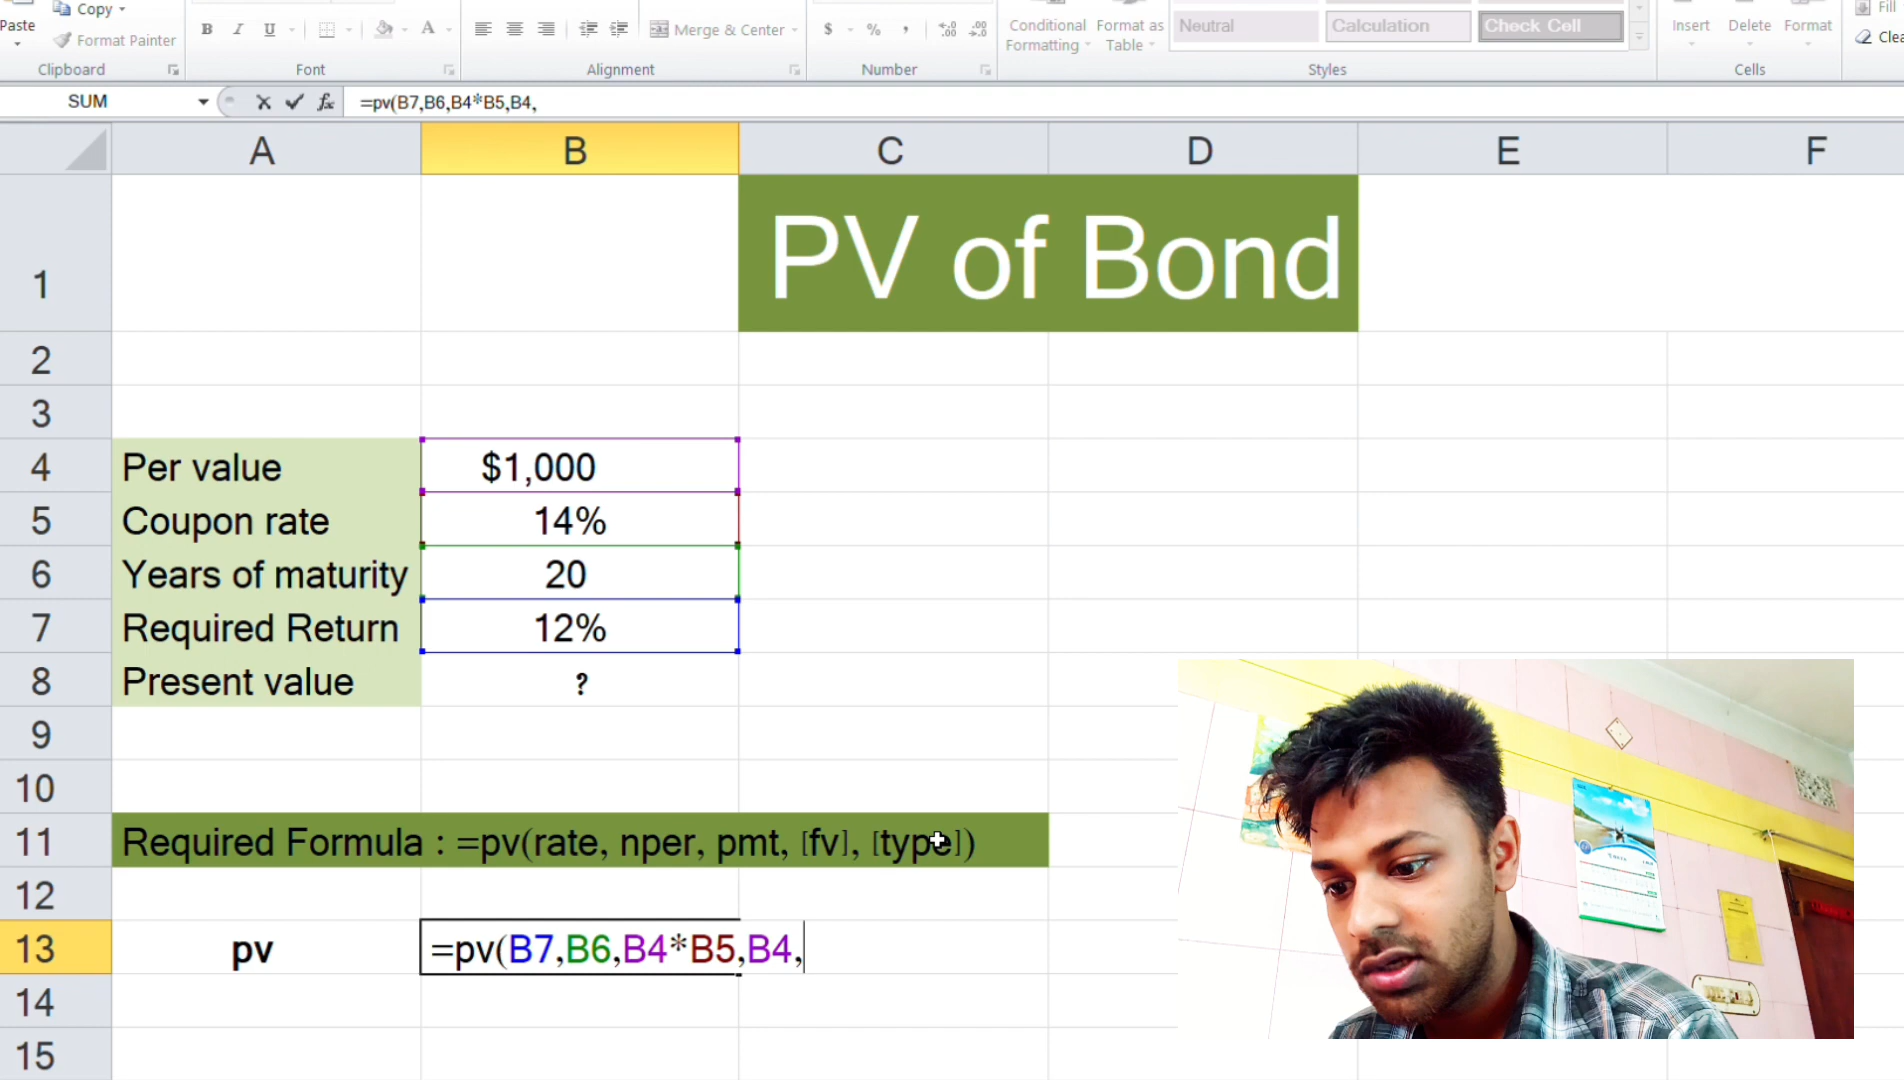 Paste
Copy
Format Painter
Clipboard
B I U A
Font
Merge & Center
Alignment
$ % ,
Number
Conditional Formatting
Format as Table
Neutral
Calculation
Check Cell
Styles
Insert
Delete
Format
Cells
Fill
Clea
SUM
fx
=pv(B7,B6,B4*B5,B4,
A B C D E F
1 PV of Bond
2
3
4 Per value $1,000
5 Coupon rate 14%
6 Years of maturity 20
7 Required Return 12%
8 Present value ?
9
10
11 Required Formula : =pv(rate, nper, pmt, [fv], [type])
12
13 pv =pv(B7,B6,B4*B5,B4,
14
15